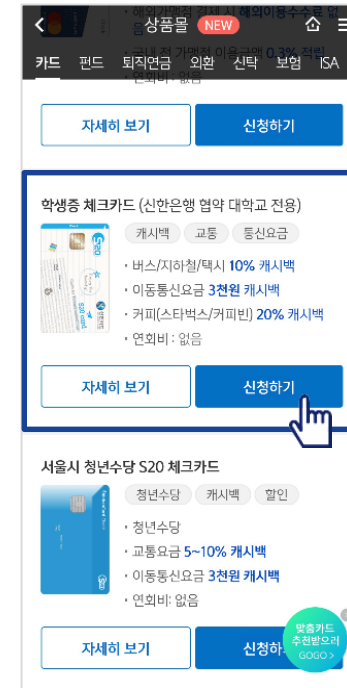 상품몰 NEW
카드 펀드 퇴직연금 외환 신탁 보험 ISA
자세히 보기 신청하기
학생증 체크카드 (신한은행 협약 대학교 전용)
캐시백 교통 통신요금
S20
· 버스/지하철/택시 10% 캐시백
· 이동통신요금 3천원 캐시백
· 커피(스타벅스/커피빈) 20% 캐시백
· 연회비 : 없음
자세히 보기 신청하기
서울시 청년수당 S20 체크카드
청년수당 캐시백 할인
· 청년수당
· 교통요금 5~10% 캐시백
· 이동통신요금 3천원 캐시백
· 연회비: 없음
자세히 보기 신청하
맞춤카드
추천받으러
GOGO >